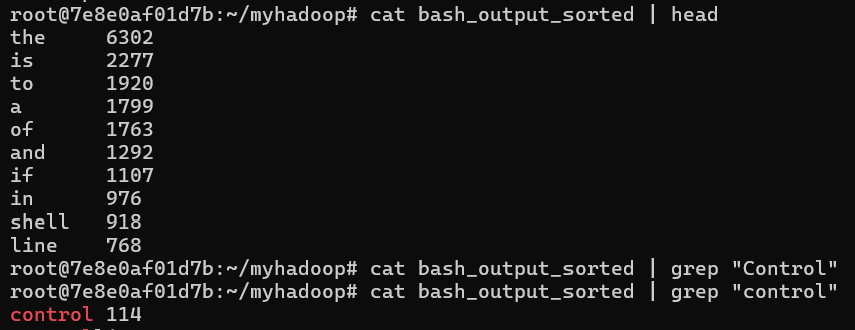 root@7e8e0af01d7b:~/myhadoop# cat bash_output_sorted | head
the     6302
is      2277
to      1920
a       1799
of      1763
and     1292
if      1107
in      976
shell   918
line    768
root@7e8e0af01d7b:~/myhadoop# cat bash_output_sorted | grep "Control"
root@7e8e0af01d7b:~/myhadoop# cat bash_output_sorted | grep "control"
control 114